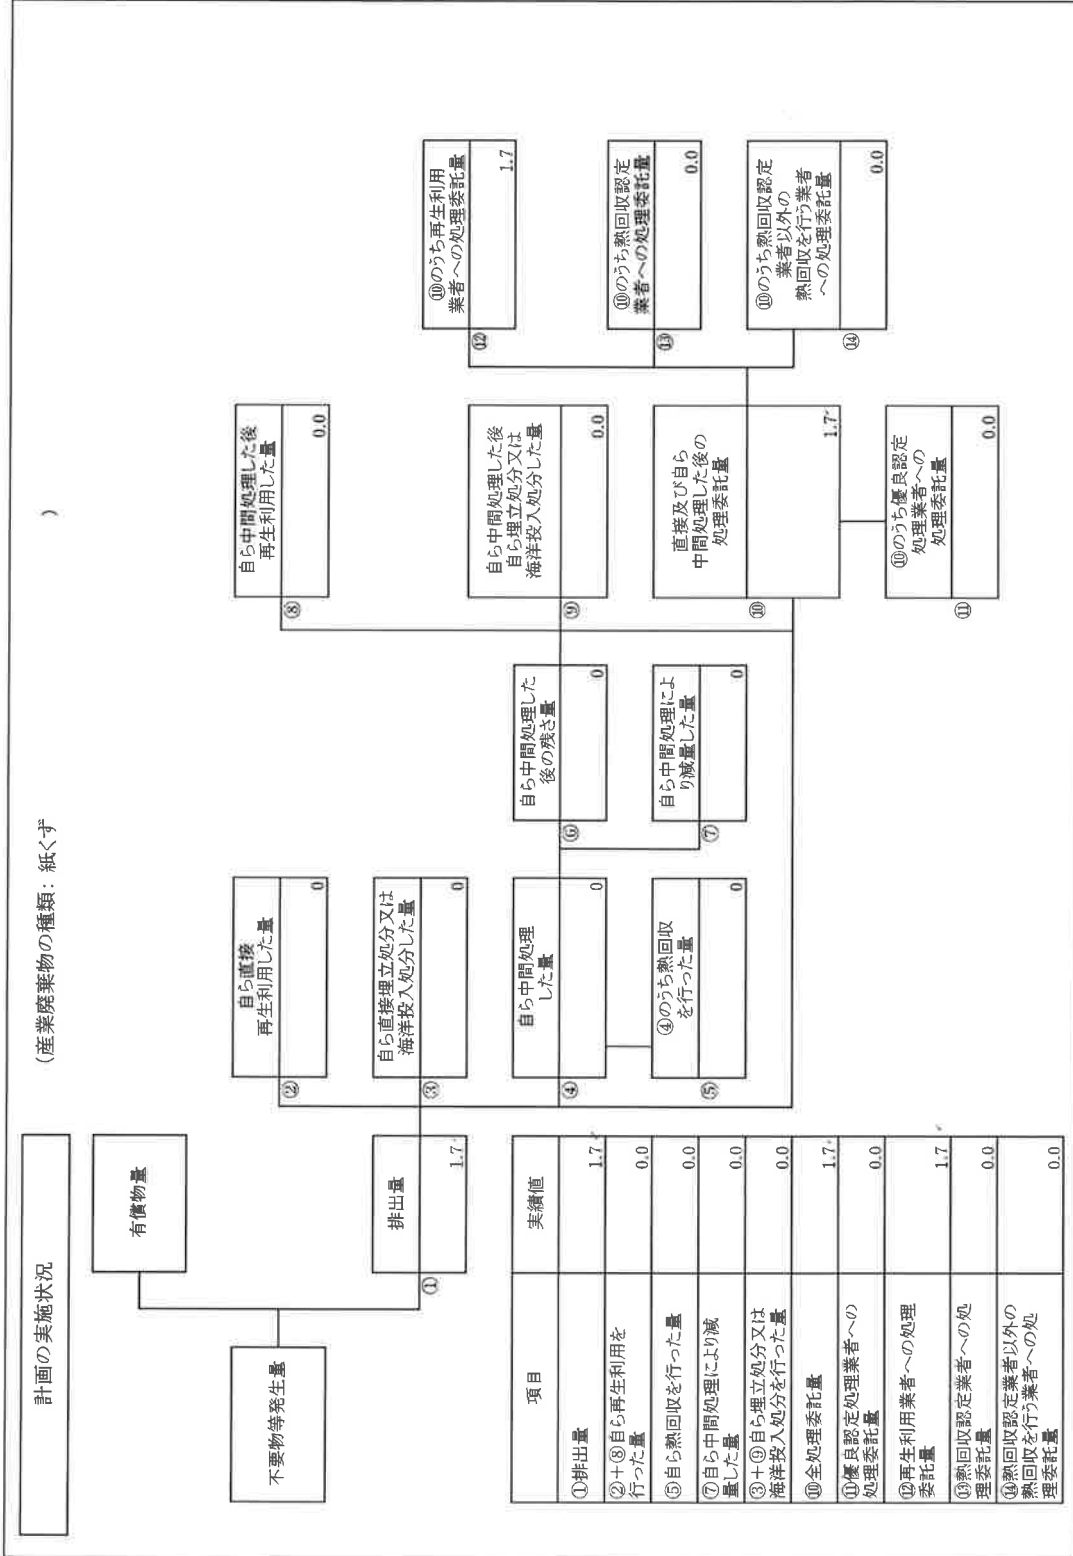 計画の実施状況
(産業廃棄物の種類: 紙くず )
不要物等発生量
有償物量
排出量
①
1.7
自ら直接
再生利用した量
②
0
自ら直接埋立処分又は
海洋投入処分した量
③
0
自ら中間処理
した量
④
0
④のうち熱回収
を行った量
⑤
0
自ら中間処理した
後の残さ量
⑥
0
自ら中間処理によ
り減量した量
⑦
0
自ら中間処理した後
再生利用した量
⑧
0.0
自ら中間処理した後
自ら埋立処分又は
海洋投入処分した量
⑨
0.0
直接及び自ら
中間処理した後の
処理委託量
⑩
1.7
⑩のうち優良認定
処理業者への
処理委託量
⑪
0.0
⑩のうち再生利用
業者への処理委託量
⑫
1.7
⑩のうち熱回収認定
業者への処理委託量
⑬
0.0
⑩のうち熱回収認定
業者以外の
熱回収を行う業者
への処理委託量
⑭
0.0
項目 実績値
①排出量 1.7
②+⑧自ら再生利用を
行った量 0.0
⑤自ら熱回収を行った量 0.0
⑦自ら中間処理により減
量した量 0.0
③+⑨自ら埋立処分又は
海洋投入処分を行った量 0.0
⑩全処理委託量 1.7
⑪優良認定処理業者への
処理委託量 0.0
⑫再生利用業者への処理
委託量 1.7
⑬熱回収認定業者への処
理委託量 0.0
⑭熱回収認定業者以外の
熱回収を行う業者への処
理委託量 0.0